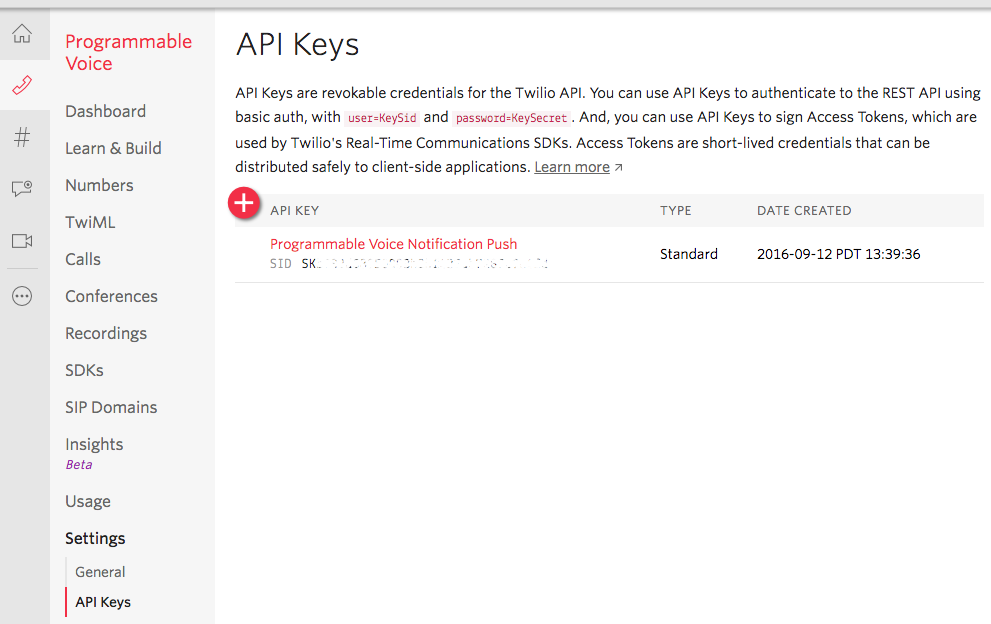 Programmable
Voice
Dashboard
Learn & Build
Numbers
TwiML
Calls
Conferences
Recordings
SDKs
SIP Domains
Insights
Beta
Usage
Settings
General
API Keys
API Keys
API Keys are revokable credentials for the Twilio API. You can use API Keys to authenticate to the REST API using
basic auth, with user=KeySid and password=KeySecret. And, you can use API Keys to sign Access Tokens, which are
used by Twilio's Real-Time Communications SDKs. Access Tokens are short-lived credentials that can be
distributed safely to client-side applications. Learn more
API KEY TYPE DATE CREATED
Programmable Voice Notification Push
SID SK
Standard 2016-09-12 PDT 13:39:36